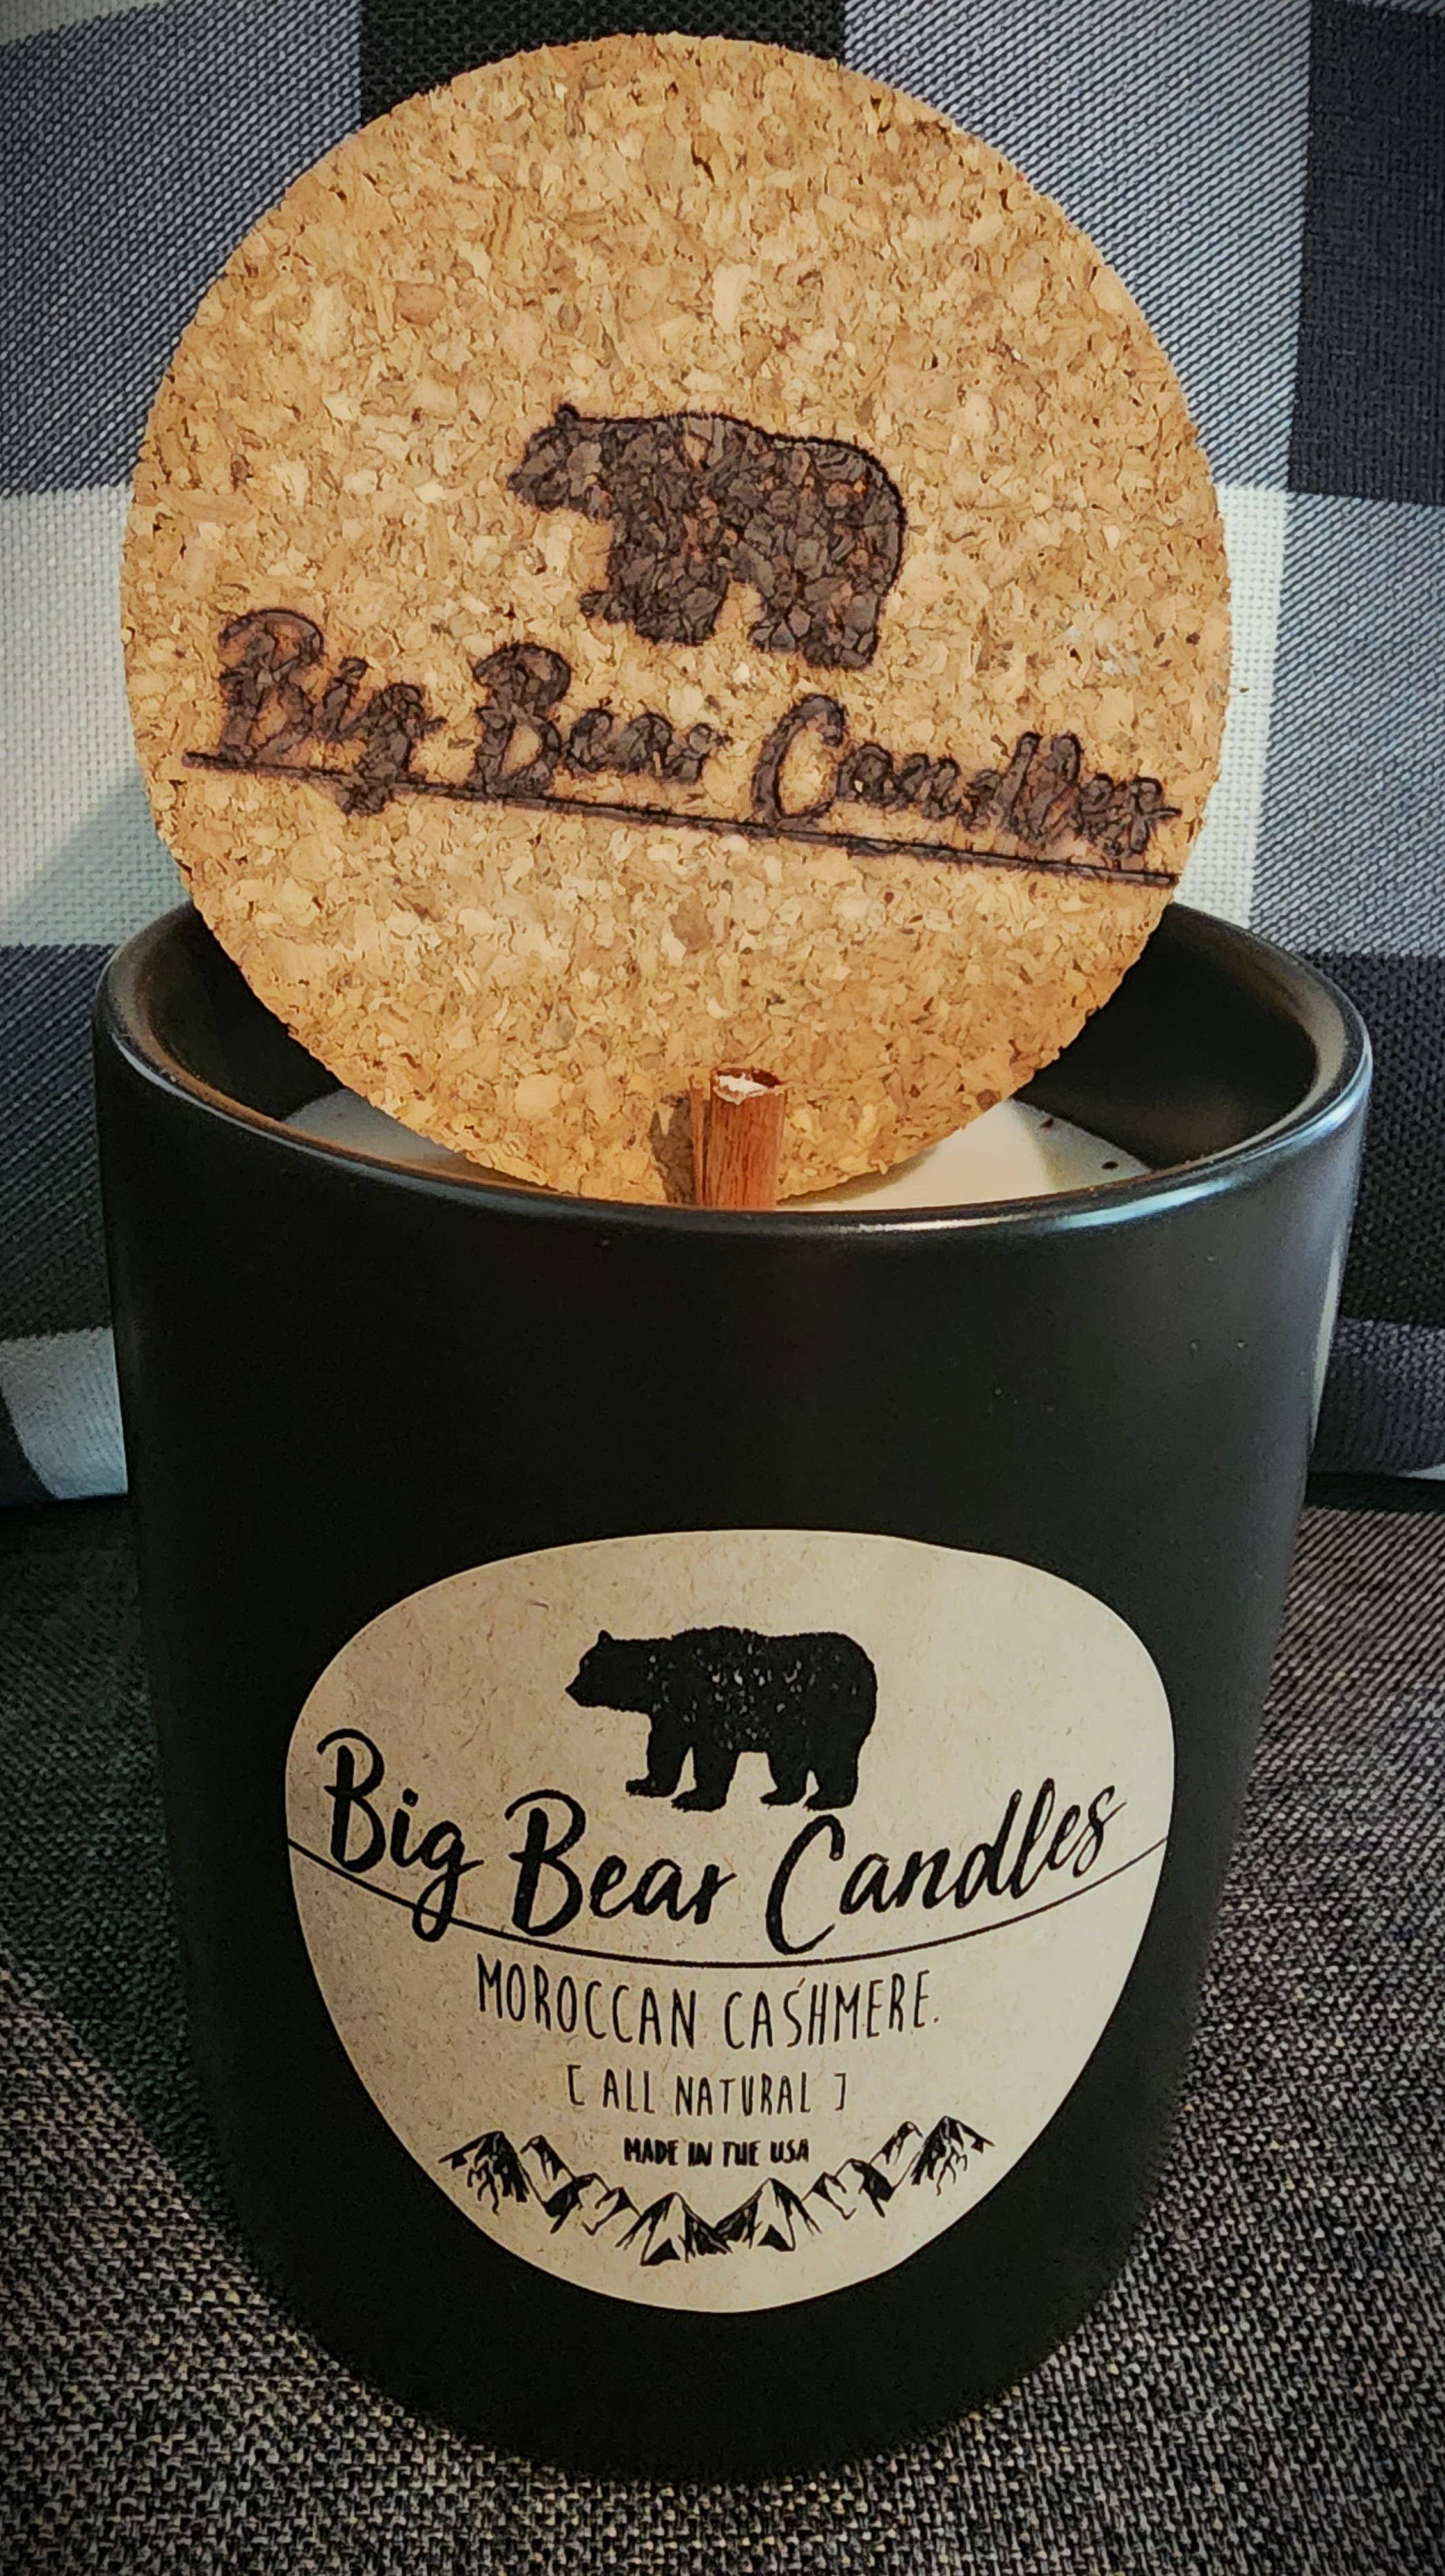 Big Bear Candles
Big Bear Candles
MOROCCAN CASHMERE.
[ ALL NATURAL ]
MADE IN THE USA